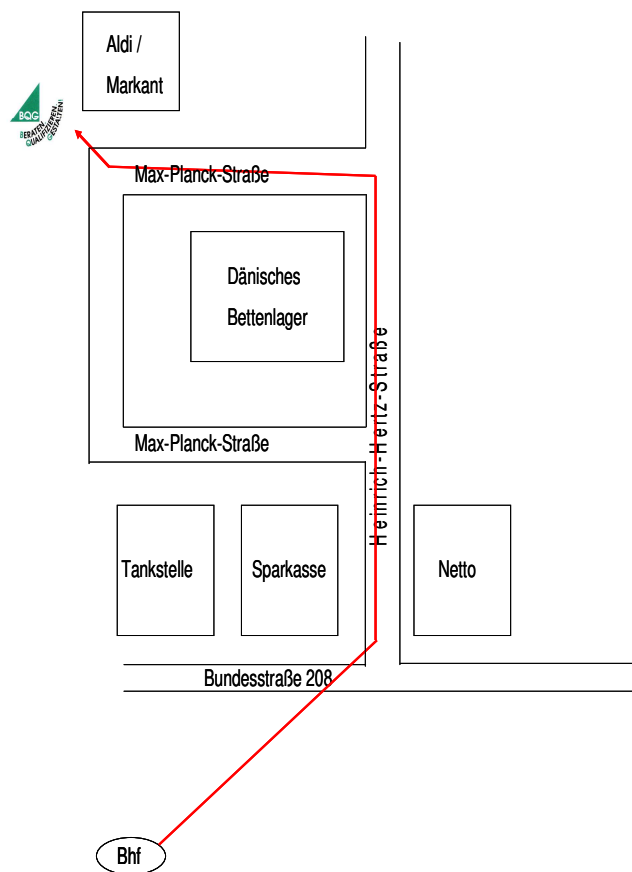 Aldi /
Markant
BQG
BERATEN
QUALIFIZIEREN
GESTALTEN!
Max-Planck-Straße
Dänisches
Bettenlager
Heinrich-Hertz-Straße
Max-Planck-Straße
Tankstelle
Sparkasse
Netto
Bundesstraße 208
Bhf